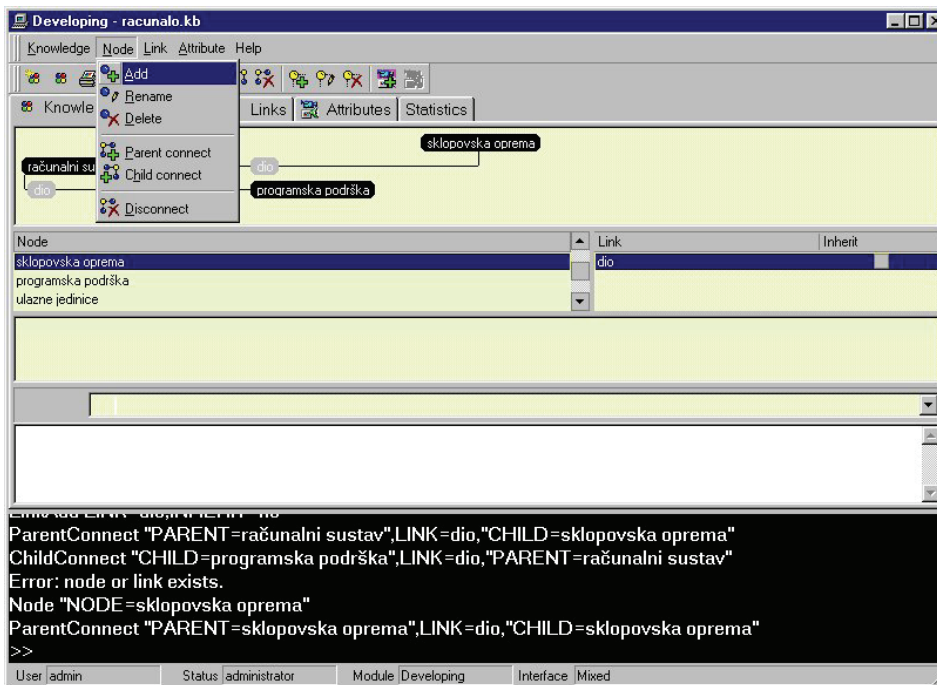 Developing - racunalo.kb
Knowledge Node Link Attribute Help
Add
Rename
Delete
Parent connect
Child connect
Disconnect
Knowle Links Attributes Statistics
sklopovska oprema
računalni su dio
dio programska podrška
Node Link Inherit
sklopovska oprema dio
programska podrška
ulazne jedinice
ParentConnect "PARENT=računalni sustav",LINK=dio,"CHILD=sklopovska oprema"
ChildConnect "CHILD=programska podrška",LINK=dio,"PARENT=računalni sustav"
Error: node or link exists.
Node "NODE=sklopovska oprema"
ParentConnect "PARENT=sklopovska oprema",LINK=dio,"CHILD=sklopovska oprema"
>>
User admin Status administrator Module Developing Interface Mixed